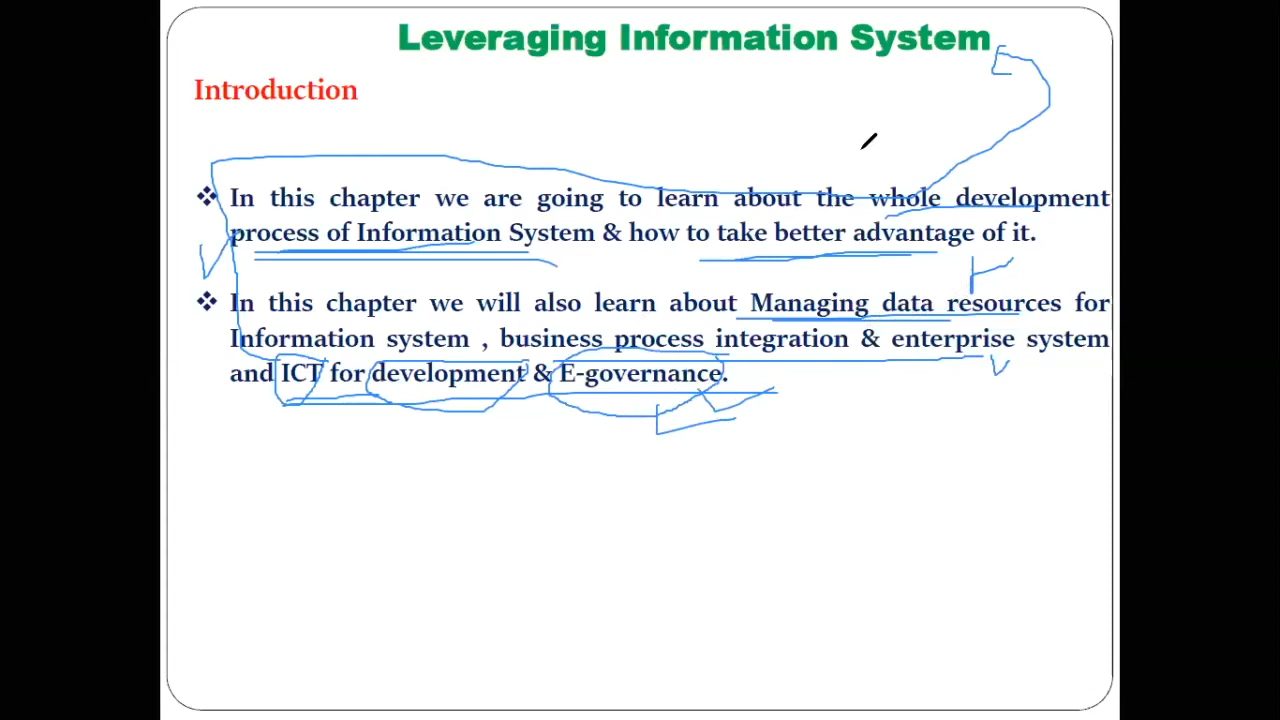 Leveraging Information System
Introduction
❖ In this chapter we are going to learn about the whole development
process of Information System & how to take better advantage of it.
❖ In this chapter we will also learn about Managing data resources for
Information system , business process integration & enterprise system
and ICT for development & E-governance.